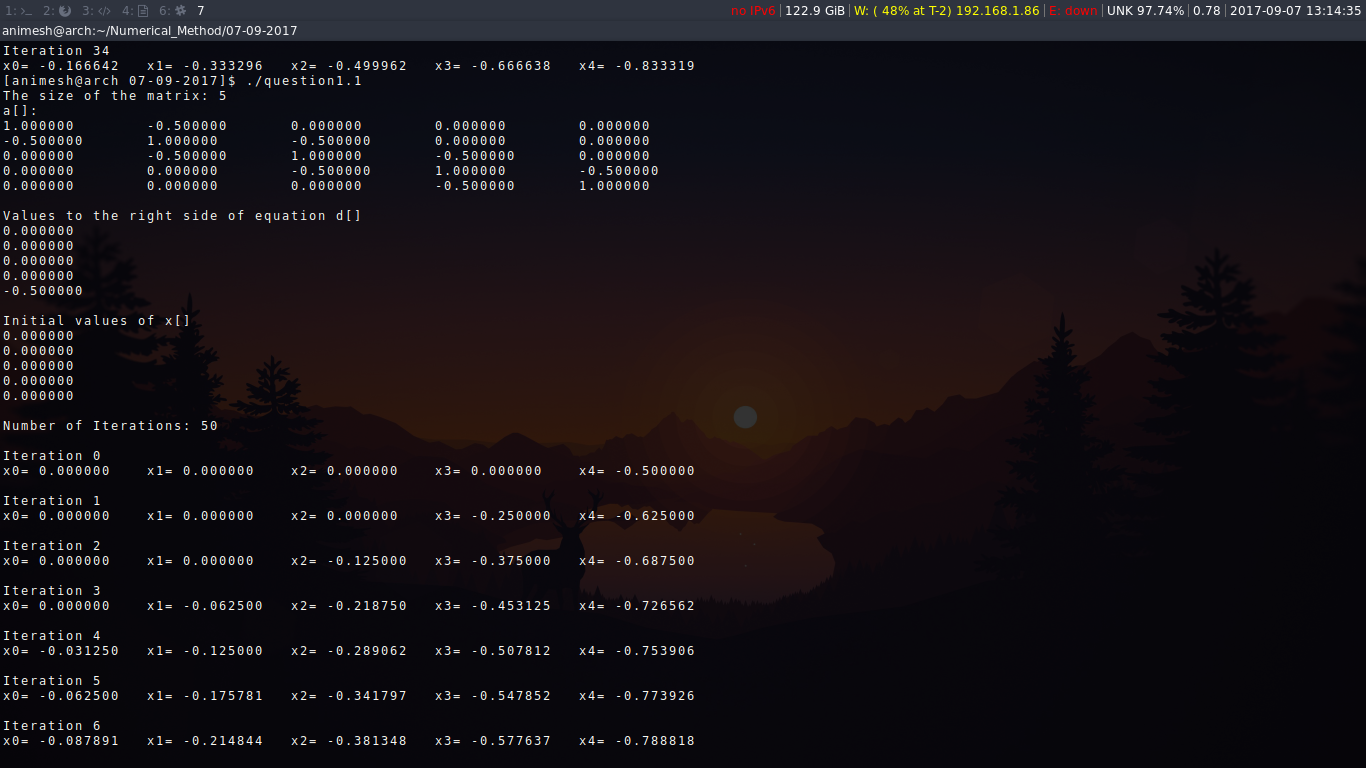 1: 2: 3: 4: 6: 7 no IPv6 | 122.9 GiB | W: ( 48% at T-2) 192.168.1.86 | E: down | UNK 97.74% | 0.78 | 2017-09-07 13:14:35
animesh@arch:~/Numerical_Method/07-09-2017
Iteration 34
x0= -0.166642 x1= -0.333296 x2= -0.499962 x3= -0.666638 x4= -0.833319
[animesh@arch 07-09-2017]$ ./question1.1
The size of the matrix: 5
a[]:
1.000000 -0.500000 0.000000 0.000000 0.000000
-0.500000 1.000000 -0.500000 0.000000 0.000000
0.000000 -0.500000 1.000000 -0.500000 0.000000
0.000000 0.000000 -0.500000 1.000000 -0.500000
0.000000 0.000000 0.000000 -0.500000 1.000000
Values to the right side of equation d[]
0.000000
0.000000
0.000000
0.000000
-0.500000
Initial values of x[]
0.000000
0.000000
0.000000
0.000000
0.000000
Number of Iterations: 50
Iteration 0
x0= 0.000000 x1= 0.000000 x2= 0.000000 x3= 0.000000 x4= -0.500000
Iteration 1
x0= 0.000000 x1= 0.000000 x2= 0.000000 x3= -0.250000 x4= -0.625000
Iteration 2
x0= 0.000000 x1= 0.000000 x2= -0.125000 x3= -0.375000 x4= -0.687500
Iteration 3
x0= 0.000000 x1= -0.062500 x2= -0.218750 x3= -0.453125 x4= -0.726562
Iteration 4
x0= -0.031250 x1= -0.125000 x2= -0.289062 x3= -0.507812 x4= -0.753906
Iteration 5
x0= -0.062500 x1= -0.175781 x2= -0.341797 x3= -0.547852 x4= -0.773926
Iteration 6
x0= -0.087891 x1= -0.214844 x2= -0.381348 x3= -0.577637 x4= -0.788818